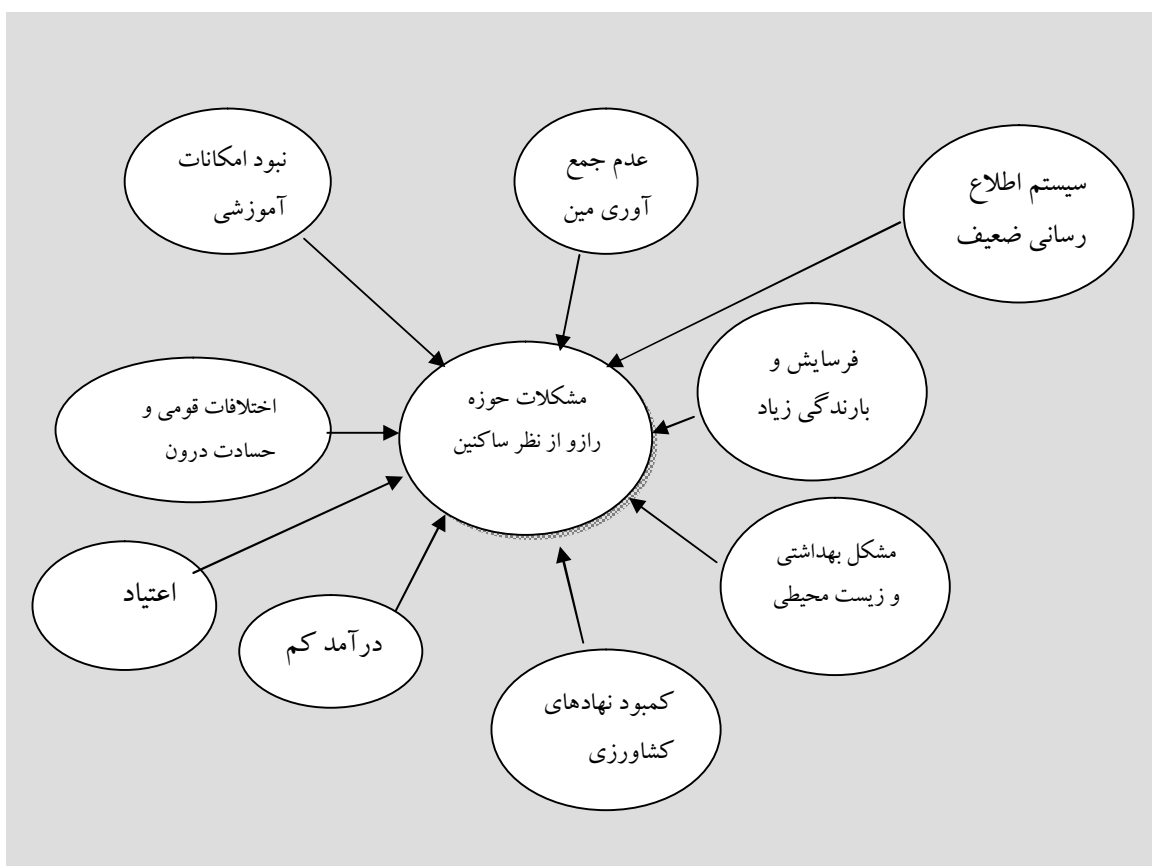 نبود امکانات
آموزشی
عدم جمع
آوری مین
سیستم اطلاع
رسانی ضعیف
فرسایش و
بارندگی زیاد
مشکلات حوزه
رازو از نظر ساکنین
اختلافات قومی و
حسادت درون
مشکل بهداشتی
و زیست محیطی
اعتیاد
درآمد کم
کمبود نهادهای
کشاورزی